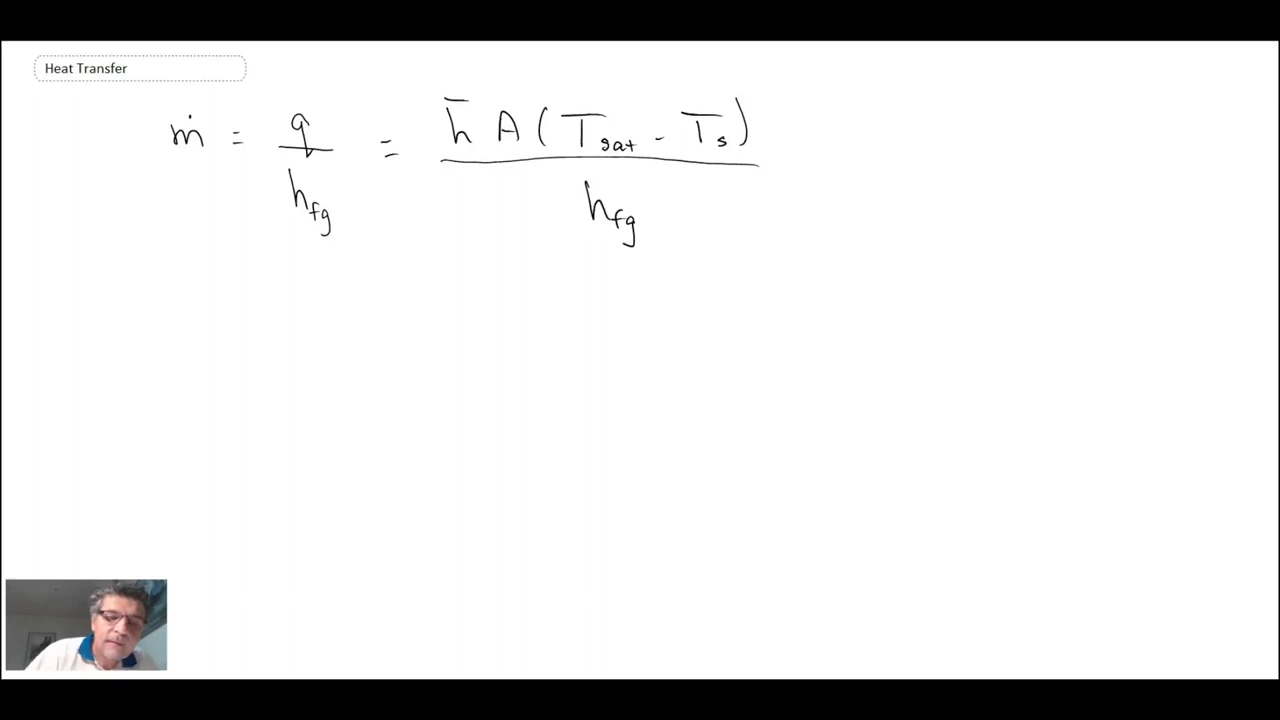 Heat Transfer
ṁ = q / h_fg = h̄ A ( T_sat - T_s ) / h_fg